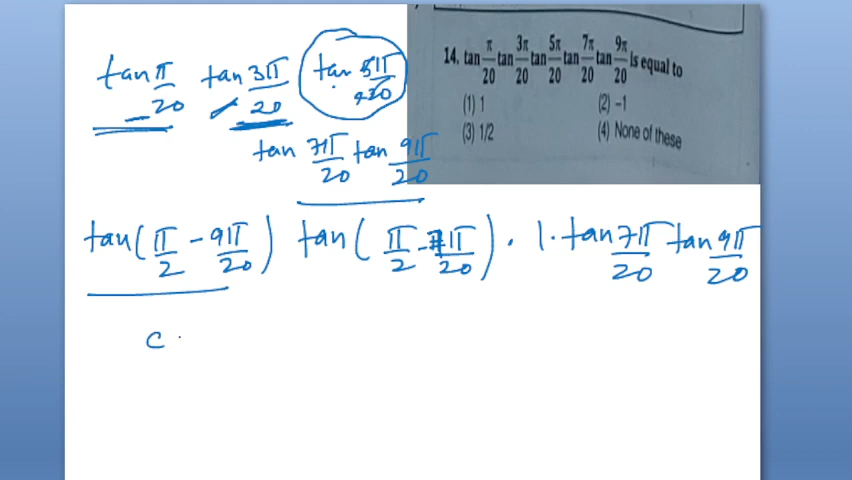 14. tan π/20 tan 3π/20 tan 5π/20 tan 7π/20 tan 9π/20 is equal to
(1) 1 (2) -1
(3) 1/2 (4) None of these
tan π/20 tan 3π/20 tan 5π/20
tan 7π/20 tan 9π/20
tan(π/2 - 9π/20) tan(π/2 - 7π/20) · 1 · tan 7π/20 tan 9π/20
c